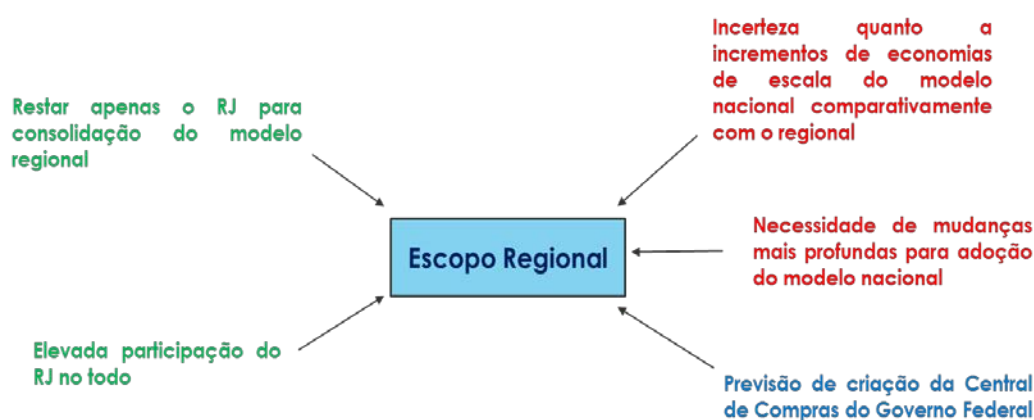 Incerteza quanto a
incrementos de economias
de escala do modelo
nacional comparativamente
com o regional
Restar apenas o RJ para
consolidação do modelo
regional
Escopo Regional
Necessidade de mudanças
mais profundas para adoção
do modelo nacional
Elevada participação do
RJ no todo
Previsão de criação da Central
de Compras do Governo Federal